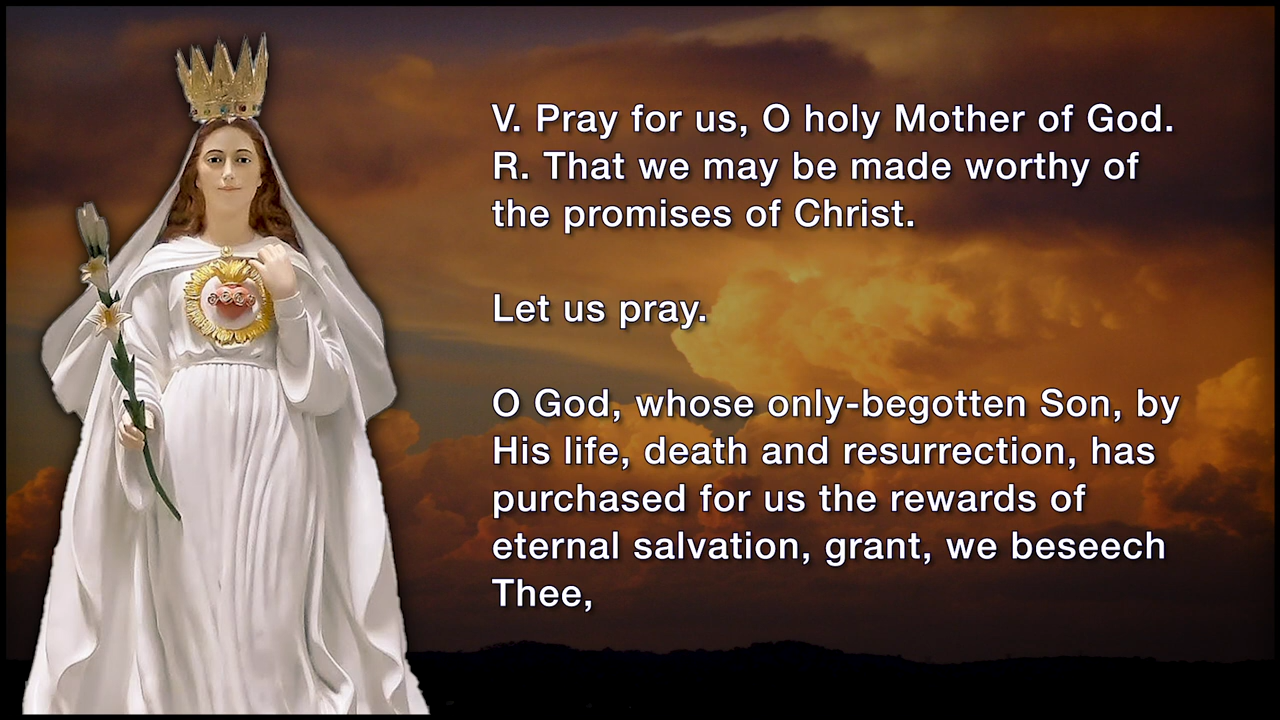 V. Pray for us, O holy Mother of God.
R. That we may be made worthy of
the promises of Christ.
Let us pray.
O God, whose only-begotten Son, by
His life, death and resurrection, has
purchased for us the rewards of
eternal salvation, grant, we beseech
Thee,